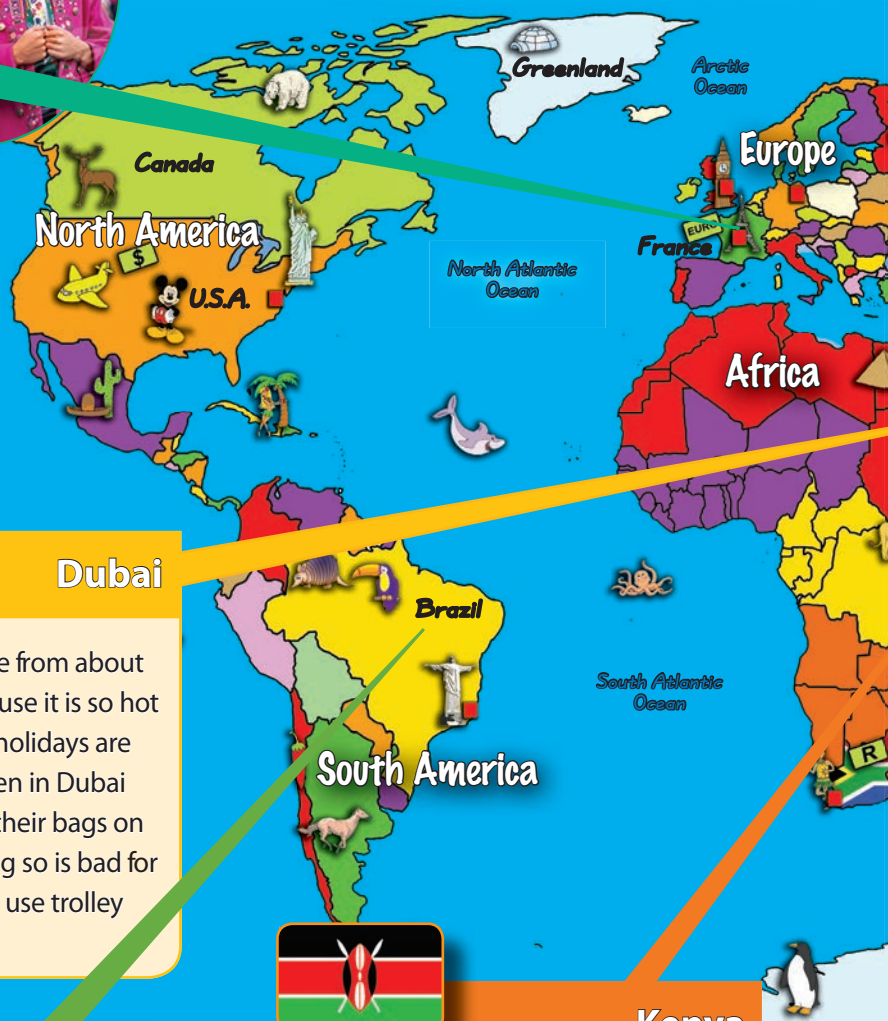 Greenland
Arctic
Ocean
Canada
Europe
North America
$
EURO
France
U.S.A.
North Atlantic
Ocean
Africa
Dubai
e from about
use it is so hot
holidays are
en in Dubai
their bags on
g so is bad for
use trolley
Brazil
South Atlantic
Ocean
South America
R
Kenya